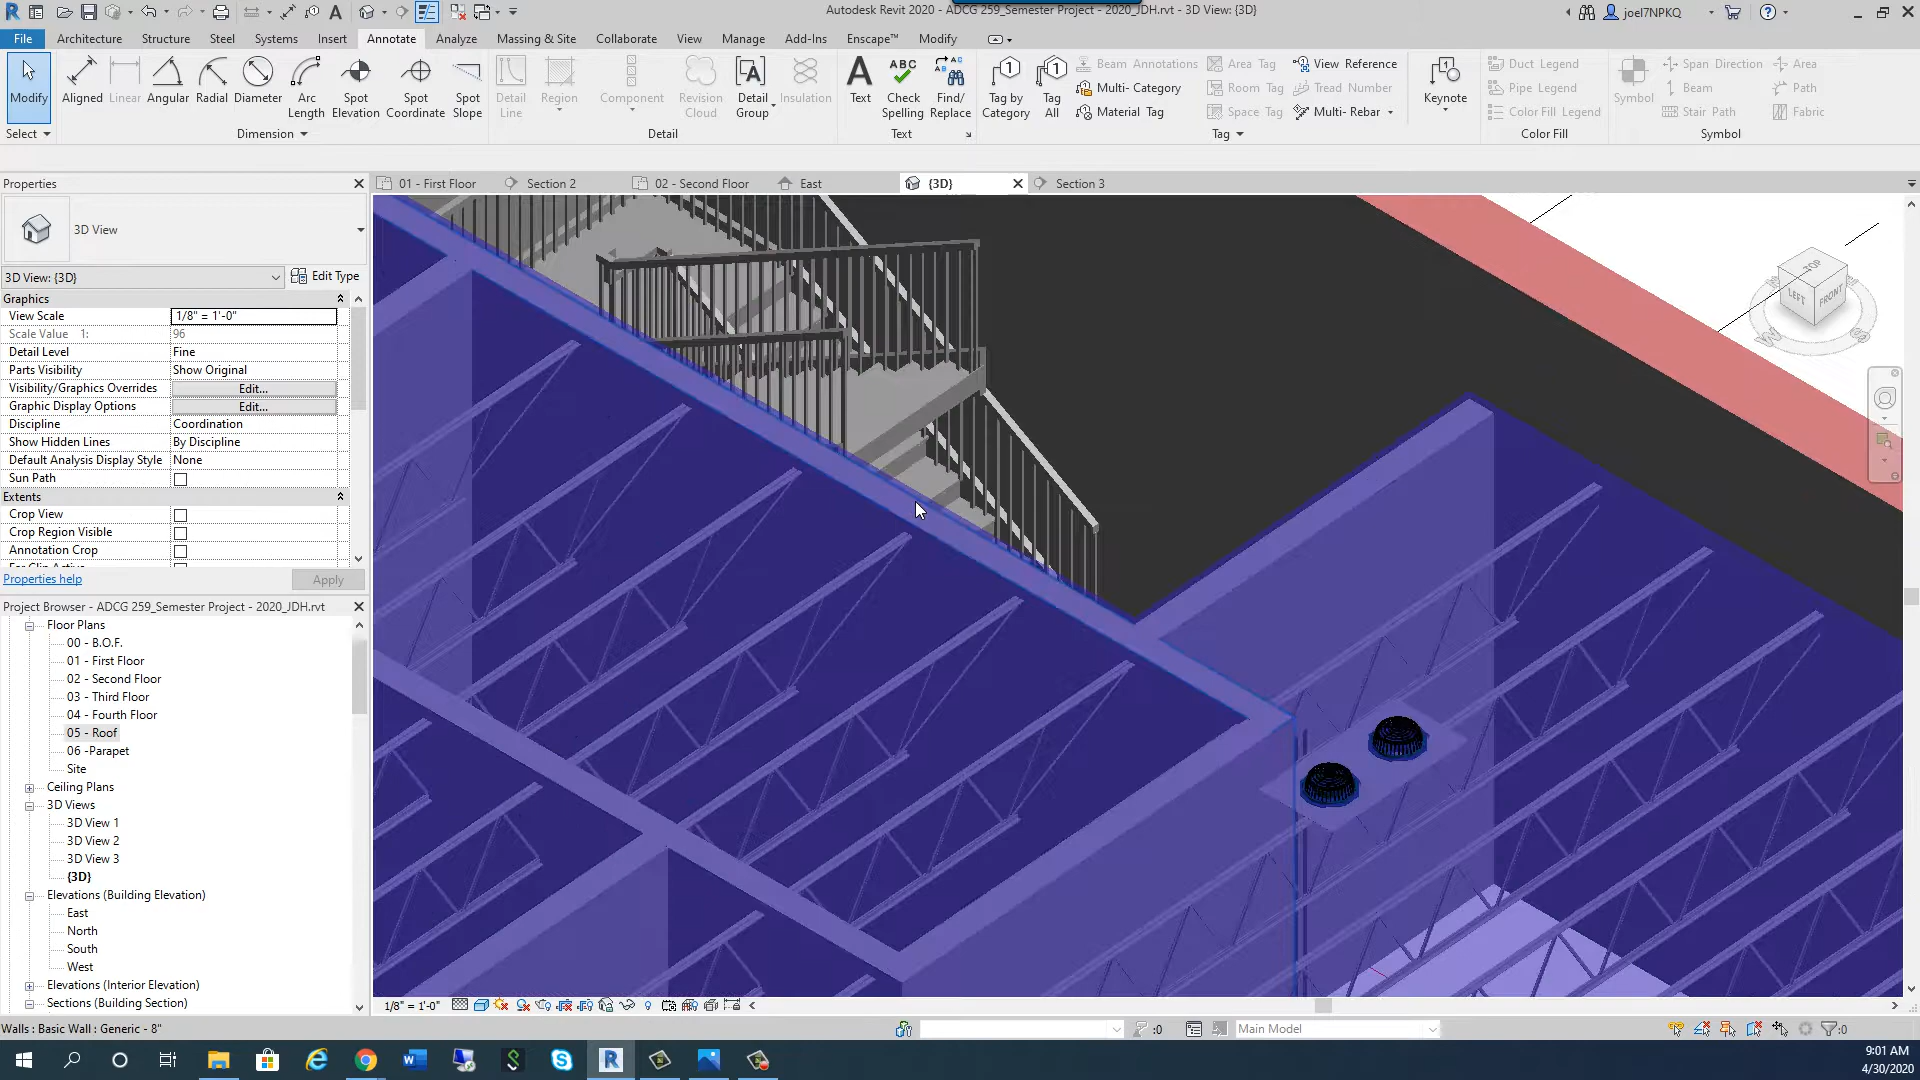 Autodesk Revit 2020 - ADCG 259_Semester Project - 2020_JDH.rvt - 3D View: {3D}
joel7NPKQ
File Architecture Structure Steel Systems Insert Annotate Analyze Massing & Site Collaborate View Manage Add-Ins Enscape™ Modify
Modify
Aligned Linear Angular Radial Diameter Arc Length Spot Elevation Spot Coordinate Spot Slope
Detail Line Region Component Revision Cloud Detail Group Insulation
A Text ABC Check Spelling Find/ Replace
Tag by Category Tag All
Beam Annotations
Multi- Category
Material Tag
Area Tag
Room Tag
Space Tag
View Reference
Tread Number
Multi- Rebar
Keynote
Duct Legend
Pipe Legend
Color Fill Legend
Symbol
Span Direction
Beam
Stair Path
Area
Path
Fabric
Select Dimension Detail Text Tag Color Fill Symbol
Properties
01 - First Floor Section 2 02 - Second Floor East {3D} Section 3
3D View
3D View: {3D} Edit Type
Graphics
View Scale 1/8" = 1'-0"
Scale Value 1: 96
Detail Level Fine
Parts Visibility Show Original
Visibility/Graphics Overrides Edit...
Graphic Display Options Edit...
Discipline Coordination
Show Hidden Lines By Discipline
Default Analysis Display Style None
Sun Path
Extents
Crop View
Crop Region Visible
Annotation Crop
Properties help Apply
Project Browser - ADCG 259_Semester Project - 2020_JDH.rvt
Floor Plans
00 - B.O.F.
01 - First Floor
02 - Second Floor
03 - Third Floor
04 - Fourth Floor
05 - Roof
06 -Parapet
Site
Ceiling Plans
3D Views
3D View 1
3D View 2
3D View 3
{3D}
Elevations (Building Elevation)
East
North
South
West
Elevations (Interior Elevation)
Sections (Building Section)
TOP
LEFT FRONT
W S
1/8" = 1'-0"
Walls : Basic Wall : Generic - 8"
:0
Main Model
:0
9:01 AM
4/30/2020